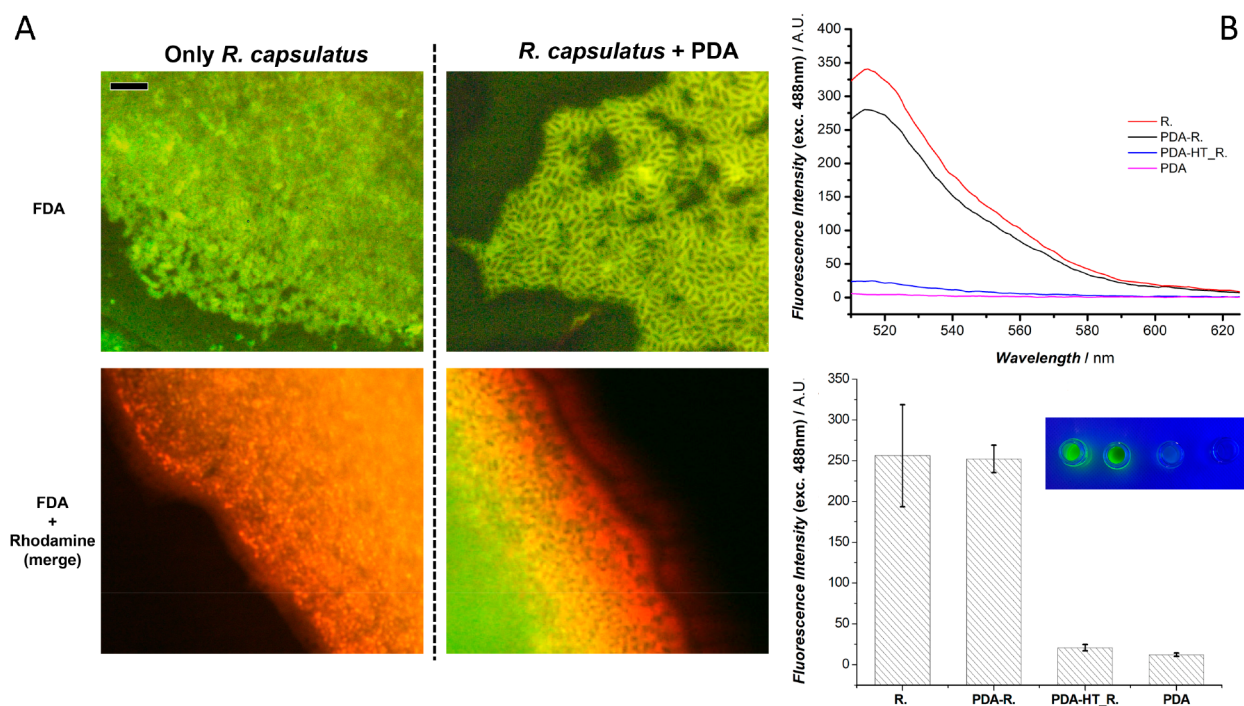 A
Only R. capsulatus
R. capsulatus + PDA
FDA
FDA
+
Rhodamine
(merge)
B
Fluorescence Intensity (exc. 488nm) / A.U.
400
350
300
250
200
150
100
50
0
R.
PDA-R.
PDA-HT_R.
PDA
520
540
560
580
600
620
Wavelength / nm
Fluorescence Intensity (exc. 488nm) / A.U.
350
300
250
200
150
100
50
0
R.
PDA-R.
PDA-HT_R.
PDA